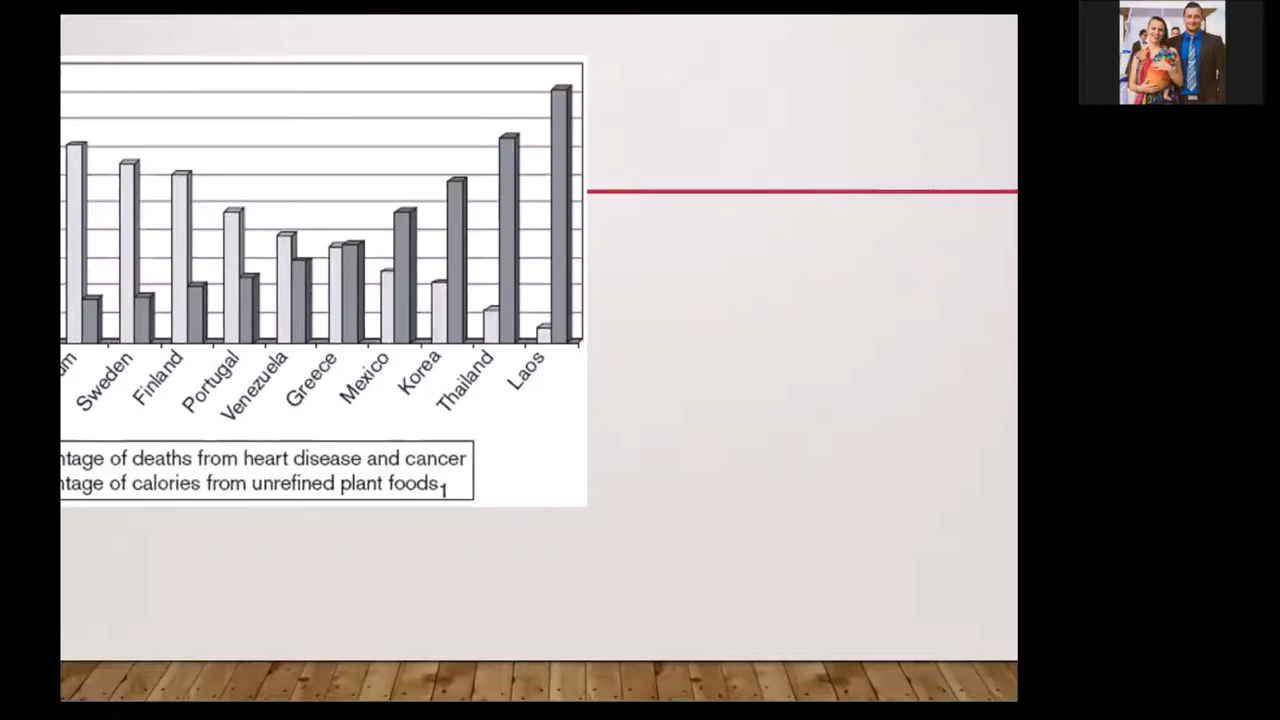 um
Sweden
Finland
Portugal
Venezuela
Greece
Mexico
Korea
Thailand
Laos
ntage of deaths from heart disease and cancer
ntage of calories from unrefined plant foods1